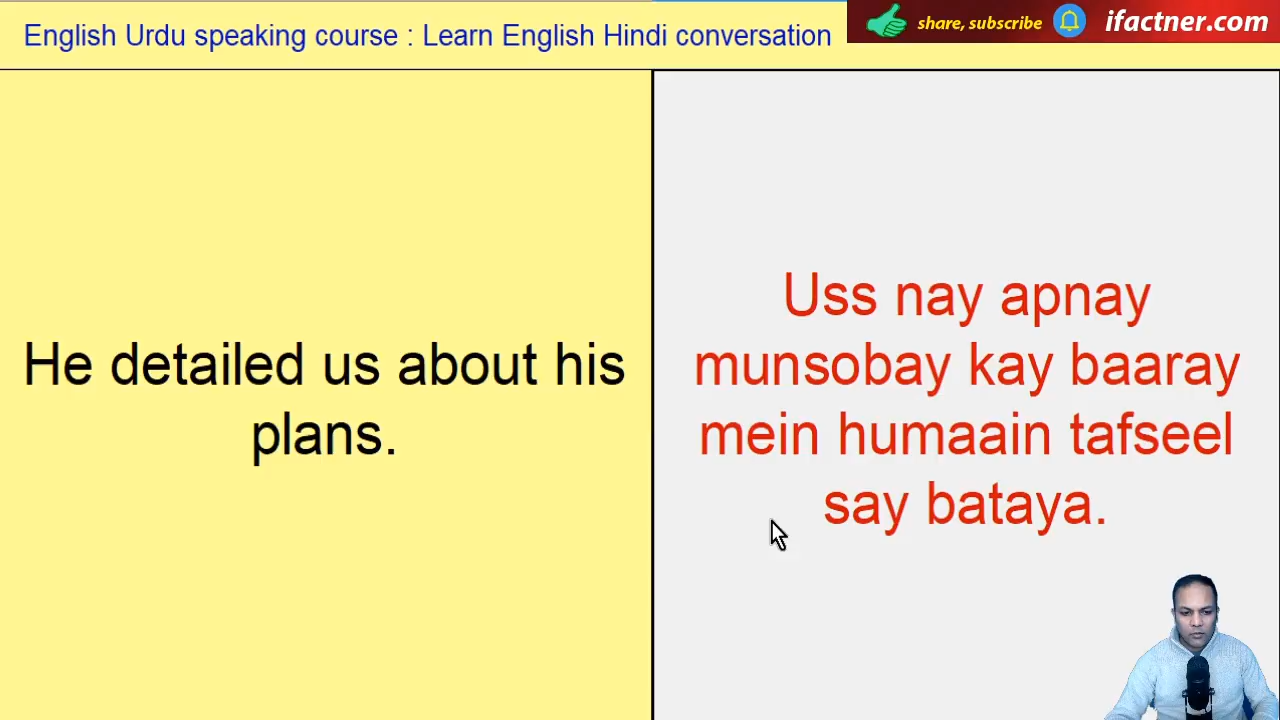 English Urdu speaking course : Learn English Hindi conversation
share, subscribe
ifactner.com
He detailed us about his
plans.
Uss nay apnay
munsobay kay baaray
mein humaain tafseel
say bataya.